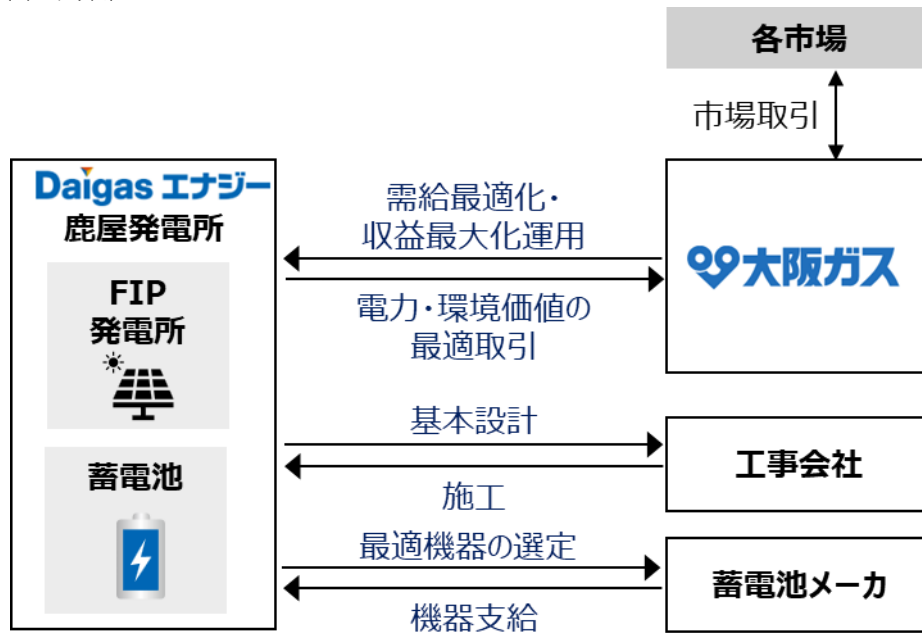 各市場
市場取引
Daigas エナジー
鹿屋発電所
FIP
発電所
蓄電池
需給最適化・
収益最大化運用
電力・環境価値の
最適取引
大阪ガス
基本設計
施工
工事会社
最適機器の選定
機器支給
蓄電池メーカ